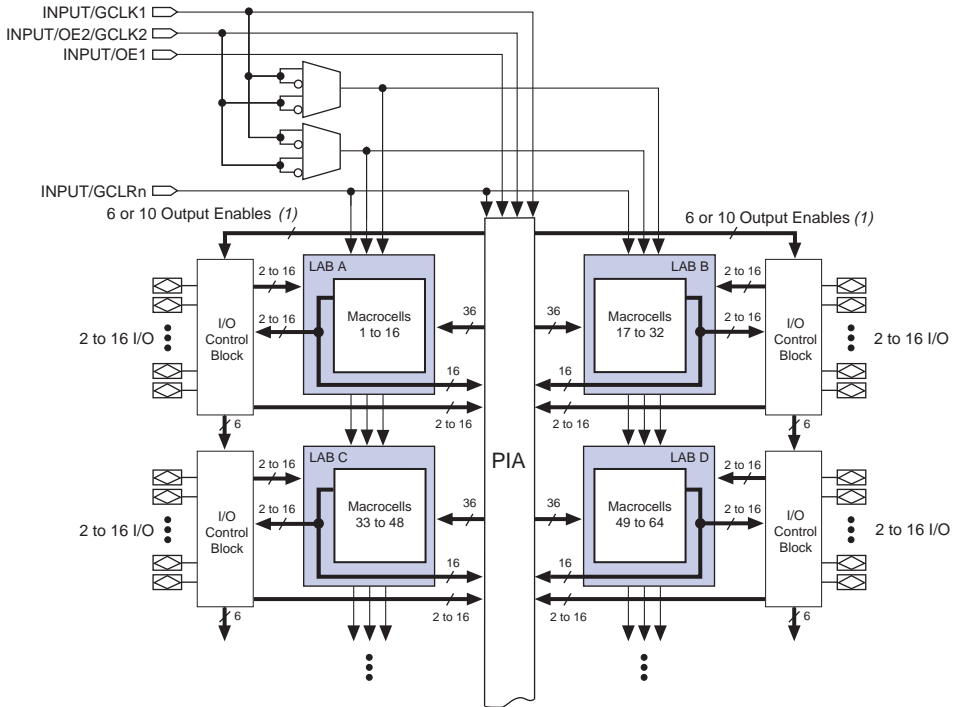 INPUT/GCLK1
INPUT/OE2/GCLK2
INPUT/OE1
INPUT/GCLRn
6 or 10 Output Enables (1)
6 or 10 Output Enables (1)
LAB A
LAB B
2 to 16
2 to 16
2 to 16 I/O
I/O
Control
Block
2 to 16
Macrocells
1 to 16
36
36
Macrocells
17 to 32
2 to 16
I/O
Control
Block
2 to 16 I/O
16
16
2 to 16
2 to 16
6
6
PIA
LAB C
LAB D
2 to 16
2 to 16
2 to 16 I/O
I/O
Control
Block
2 to 16
Macrocells
33 to 48
36
36
Macrocells
49 to 64
2 to 16
I/O
Control
Block
2 to 16 I/O
16
16
2 to 16
2 to 16
6
6